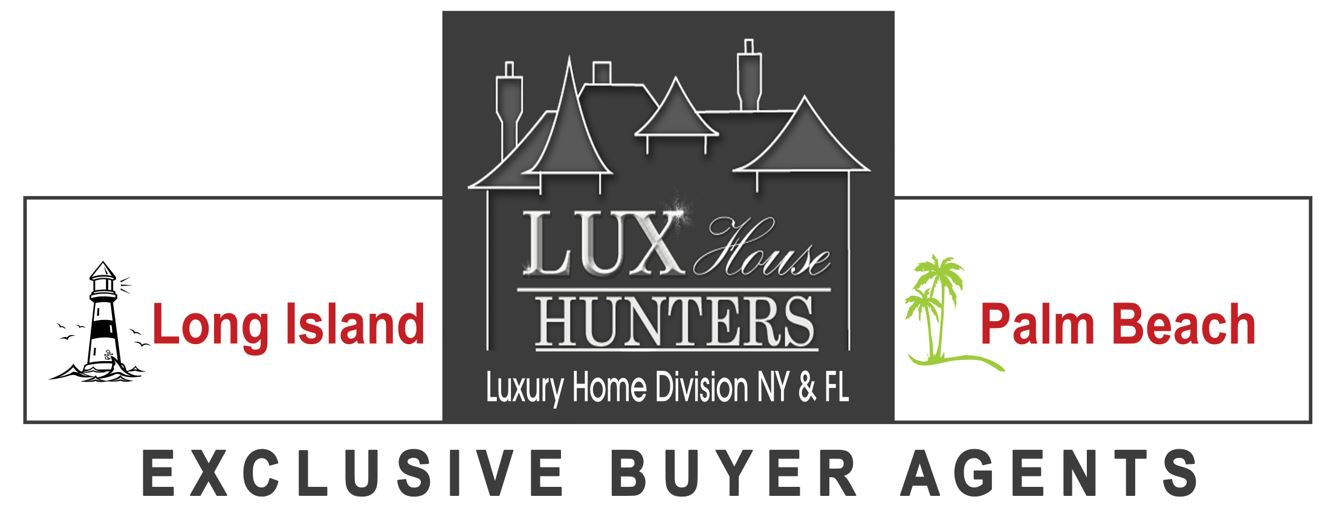 LUX House
HUNTERS
Luxury Home Division NY & FL
Long Island
Palm Beach
EXCLUSIVE BUYER AGENTS